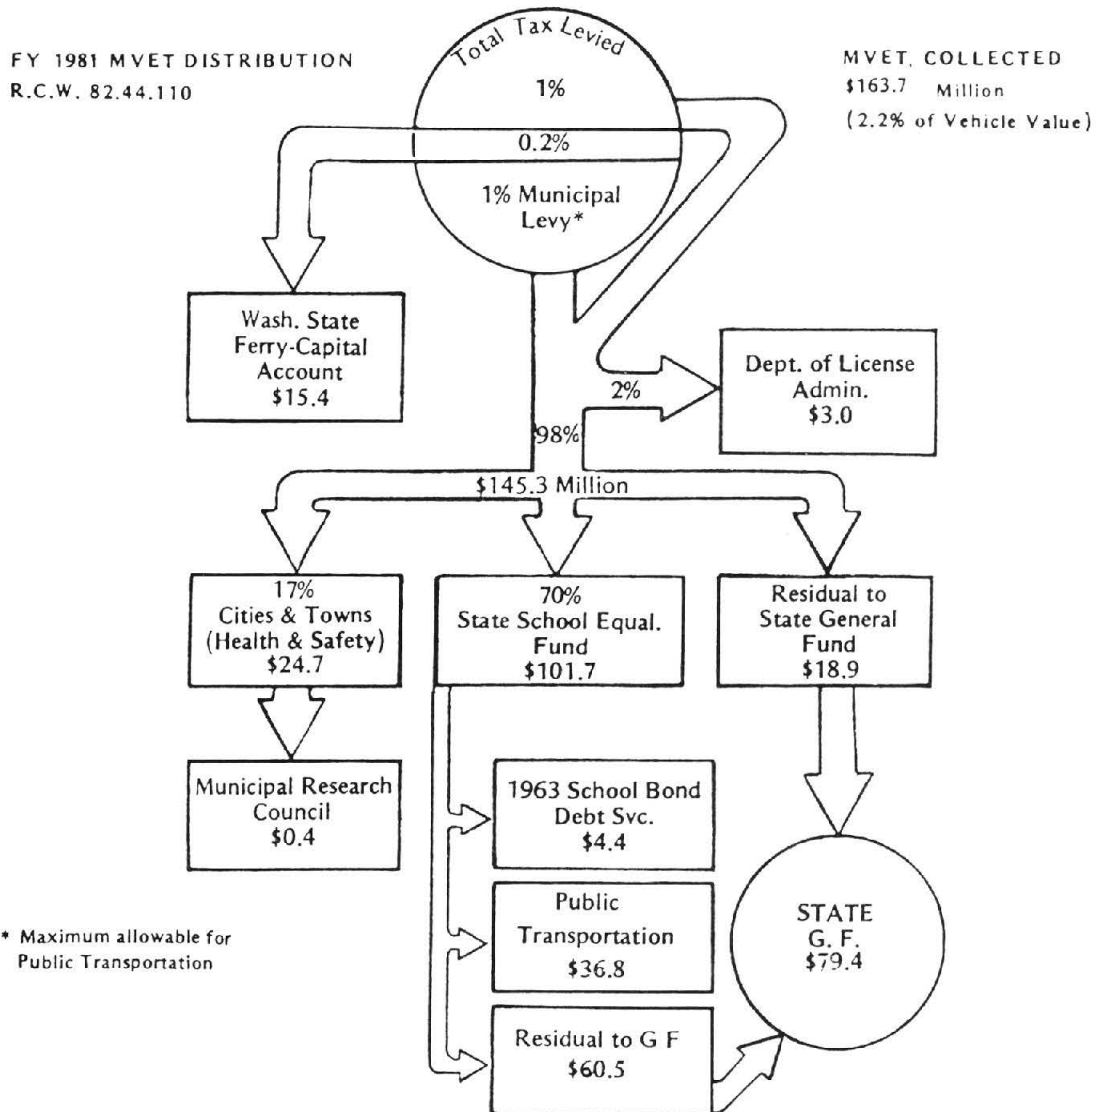 FY 1981 MVET DISTRIBUTION
R.C.W. 82.44.110
Total Tax Levied
1%
0.2%
1% Municipal
Levy*
MVET, COLLECTED
$163.7 Million
(2.2% of Vehicle Value)
Wash. State
Ferry-Capital
Account
$15.4
2%
Dept. of License
Admin.
$3.0
98%
$145.3 Million
17%
Cities & Towns
(Health & Safety)
$24.7
70%
State School Equal.
Fund
$101.7
Residual to
State General
Fund
$18.9
Municipal Research
Council
$0.4
1963 School Bond
Debt Svc.
$4.4
Public
Transportation
$36.8
Residual to G F
$60.5
STATE
G. F.
$79.4
* Maximum allowable for
Public Transportation